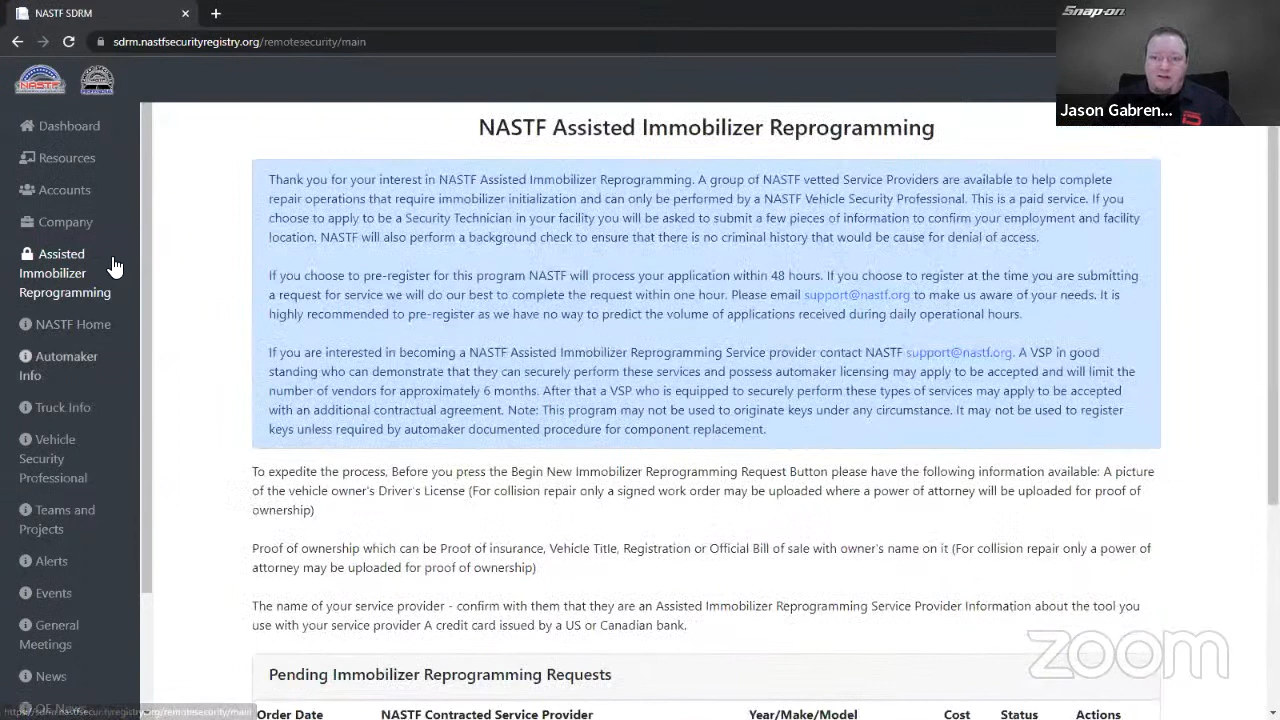 NASTF SDRM
sdrm.nastfsecurityregistry.org/remotesecurity/main
Snap-on
Jason Gabren...
NASTF
Dashboard
Resources
Accounts
Company
Assisted
Immobilizer
Reprogramming
NASTF Home
Automaker
Info
Truck Info
Vehicle
Security
Professional
Teams and
Projects
Alerts
Events
General
Meetings
News
OE News
https://sdrm.nastfsecurityregistry.org/remotesecurity/main
NASTF Assisted Immobilizer Reprogramming
Thank you for your interest in NASTF Assisted Immobilizer Reprogramming. A group of NASTF vetted Service Providers are available to help complete
repair operations that require immobilizer initialization and can only be performed by a NASTF Vehicle Security Professional. This is a paid service. If you
choose to apply to be a Security Technician in your facility you will be asked to submit a few pieces of information to confirm your employment and facility
location. NASTF will also perform a background check to ensure that there is no criminal history that would be cause for denial of access.
If you choose to pre-register for this program NASTF will process your application within 48 hours. If you choose to register at the time you are submitting
a request for service we will do our best to complete the request within one hour. Please email support@nastf.org to make us aware of your needs. It is
highly recommended to pre-register as we have no way to predict the volume of applications received during daily operational hours.
If you are interested in becoming a NASTF Assisted Immobilizer Reprogramming Service provider contact NASTF support@nastf.org. A VSP in good
standing who can demonstrate that they can securely perform these services and possess automaker licensing may apply to be accepted and will limit the
number of vendors for approximately 6 months. After that a VSP who is equipped to securely perform these types of services may apply to be accepted
with an additional contractual agreement. Note: This program may not be used to originate keys under any circumstance. It may not be used to register
keys unless required by automaker documented procedure for component replacement.
To expedite the process, Before you press the Begin New Immobilizer Reprogramming Request Button please have the following information available: A picture
of the vehicle owner's Driver's License (For collision repair only a signed work order may be uploaded where a power of attorney will be uploaded for proof of
ownership)
Proof of ownership which can be Proof of insurance, Vehicle Title, Registration or Official Bill of sale with owner's name on it (For collision repair only a power of
attorney may be uploaded for proof of ownership)
The name of your service provider - confirm with them that they are an Assisted Immobilizer Reprogramming Service Provider Information about the tool you
use with your service provider A credit card issued by a US or Canadian bank.
zoom
Pending Immobilizer Reprogramming Requests
Order Date NASTF Contracted Service Provider Year/Make/Model Cost Status Actions